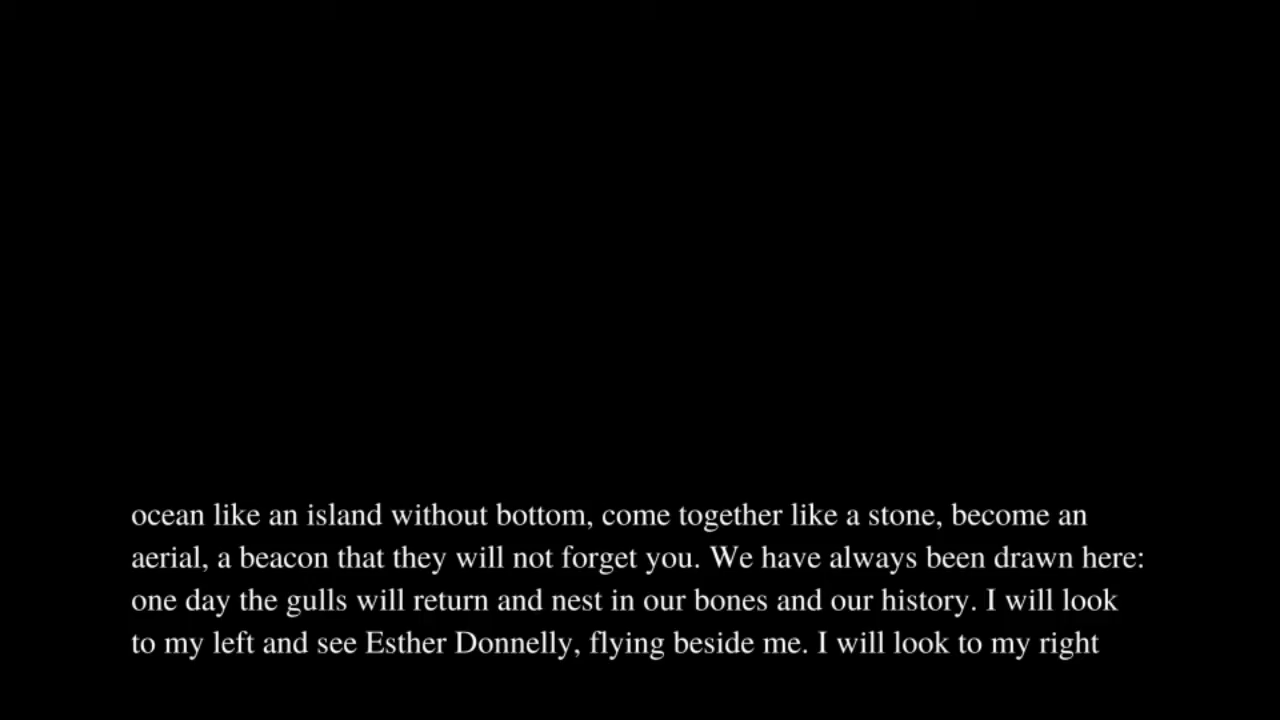 ocean like an island without bottom, come together like a stone, become an
aerial, a beacon that they will not forget you. We have always been drawn here:
one day the gulls will return and nest in our bones and our history. I will look
to my left and see Esther Donnelly, flying beside me. I will look to my right